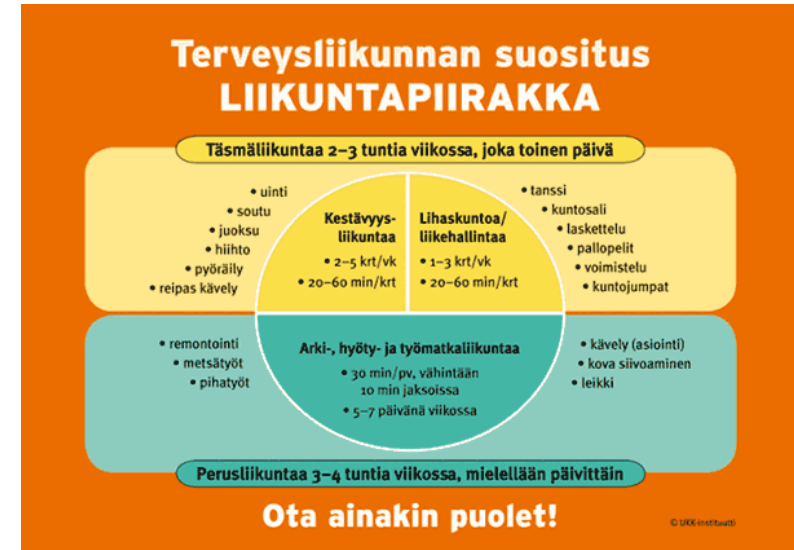 Terveysliikunnan suositus
LIIKUNTAPIIRAKKA
Täsmäliikuntaa 2–3 tuntia viikossa, joka toinen päivä
• uinti
• soutu
• juoksu
• hiihto
• pyöräily
• reipas kävely
Kestävyys-
liikuntaa
• 2–5 krt/vk
• 20–60 min/krt
Lihaskuntoa/
liikehallintaa
• 1–3 krt/vk
• 20–60 min/krt
• tanssi
• kuntosali
• laskettelu
• pallopelit
• voimistelu
• kuntojumpat
• remontointi
• metsätyöt
• pihatyöt
Arki-, hyöty- ja työmatkaliikuntaa
• 30 min/pv, vähintään
10 min jaksoissa
• 5–7 päivänä viikossa
• kävely (asiointi)
• kova siivoaminen
• leikki
Perusliikuntaa 3–4 tuntia viikossa, mielellään päivittäin
Ota ainakin puolet!
© UKK-instituutti